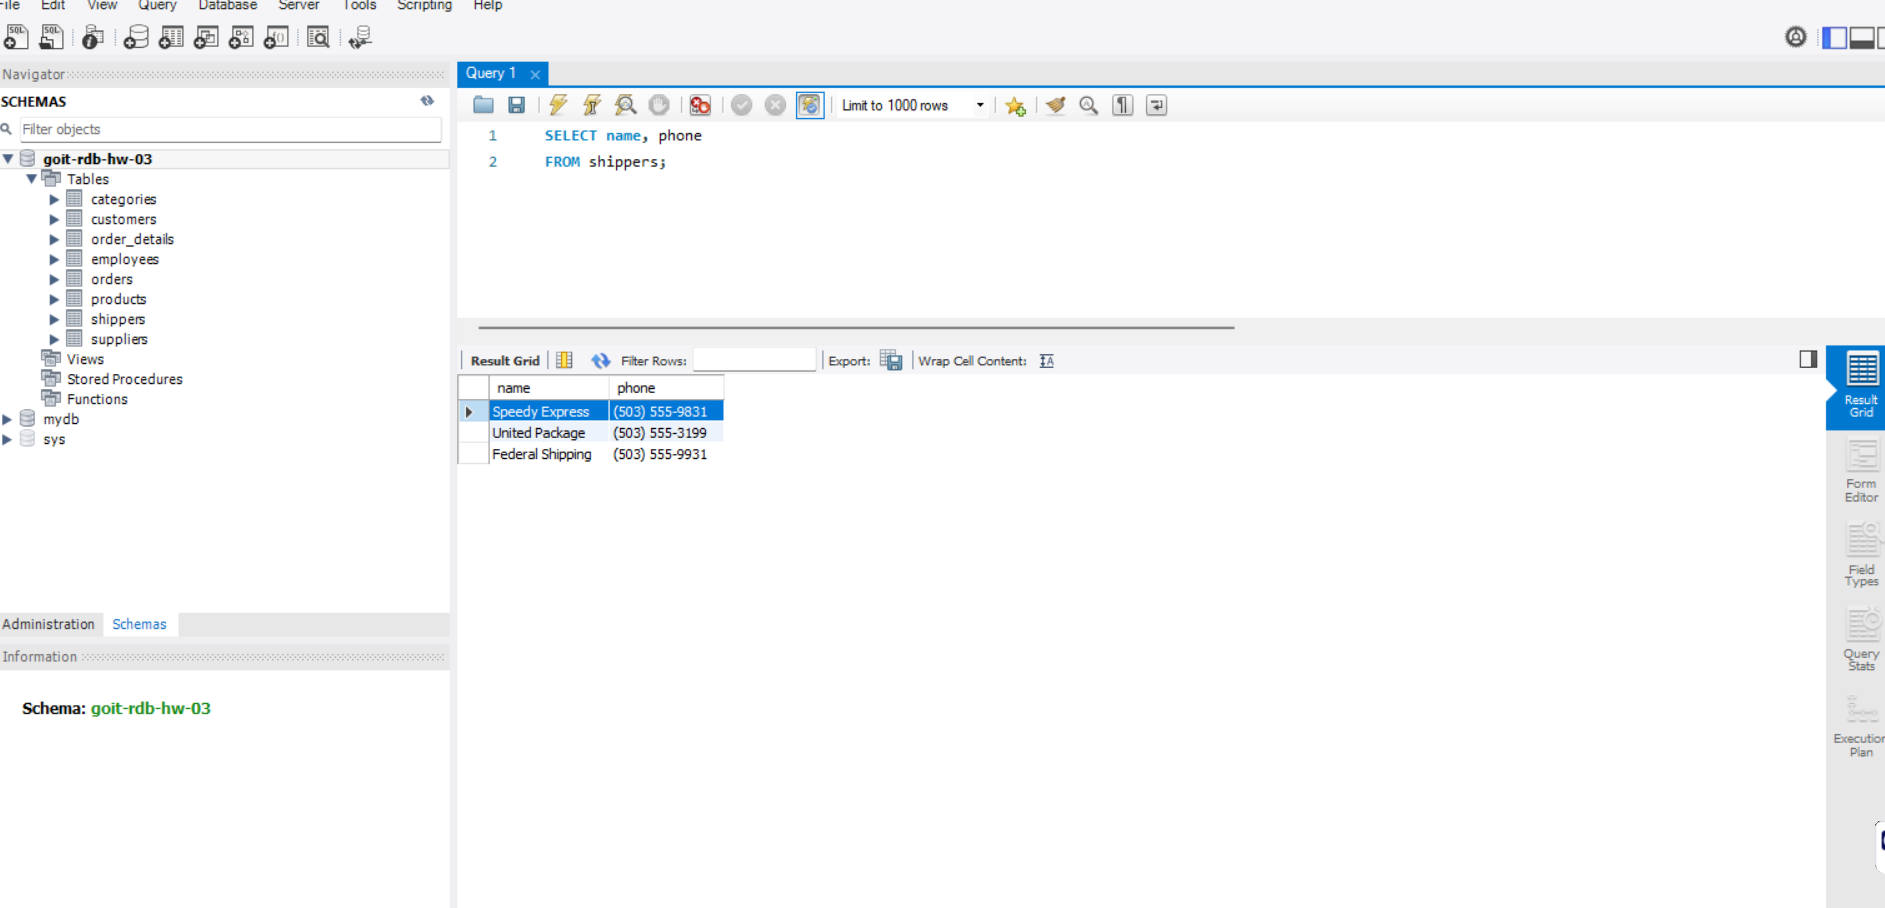 File Edit View Query Database Server Tools Scripting Help
Navigator
SCHEMAS
Filter objects
goit-rdb-hw-03
Tables
categories
customers
order_details
employees
orders
products
shippers
suppliers
Views
Stored Procedures
Functions
mydb
sys
Administration Schemas
Information
Schema: goit-rdb-hw-03
Query 1
Limit to 1000 rows
1 SELECT name, phone
2 FROM shippers;
Result Grid Filter Rows: Export: Wrap Cell Content:
name phone
Speedy Express (503) 555-9831
United Package (503) 555-3199
Federal Shipping (503) 555-9931
Result
Grid
Form
Editor
Field
Types
Query
Stats
Execution
Plan